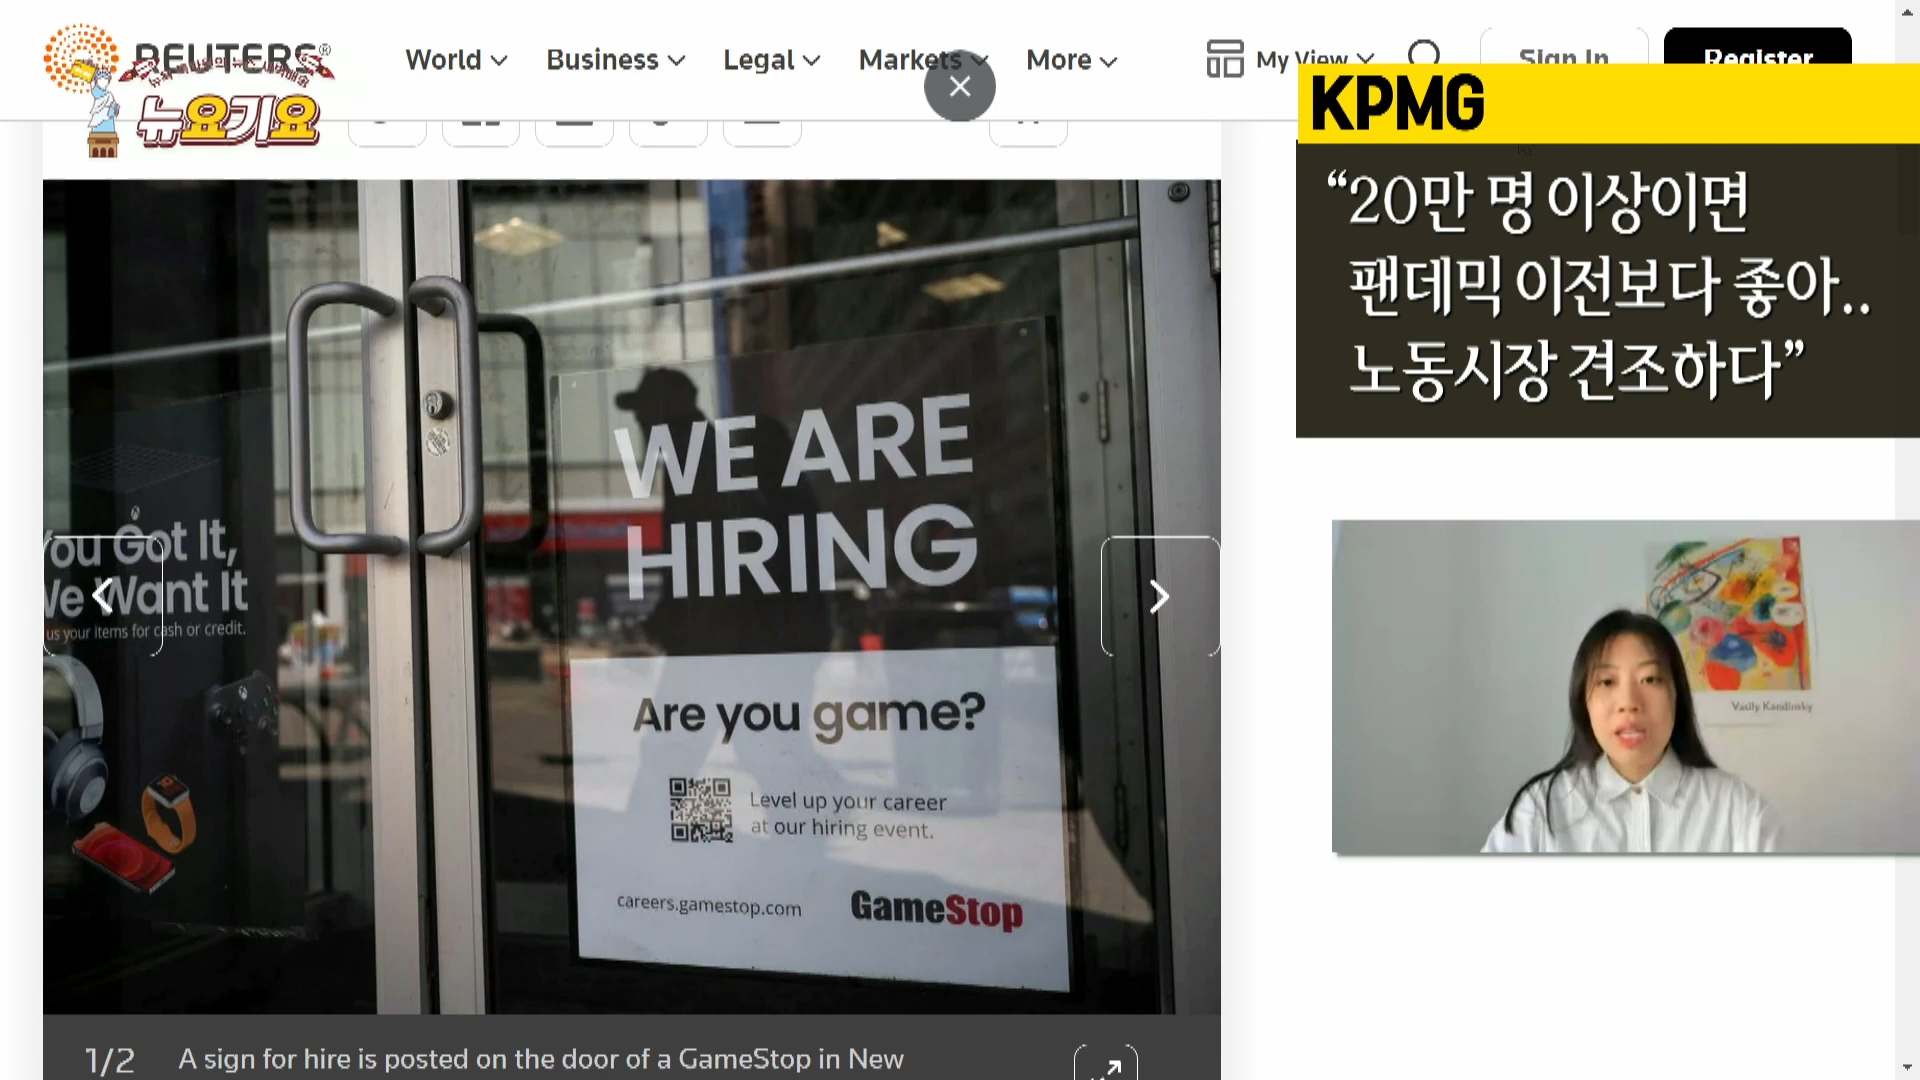 REUTERS®
World
Business
Legal
Markets
More
My View
Sign In
Register
뉴요기요
KPMG
“20만 명 이상이면
팬데믹 이전보다 좋아..
노동시장 견조하다”
You Got It,
We Want It
us your items for cash or credit.
WE ARE
HIRING
Are you game?
Level up your career
at our hiring event.
careers.gamestop.com
GameStop
Vasily Kandinsky
1/2
A sign for hire is posted on the door of a GameStop in New